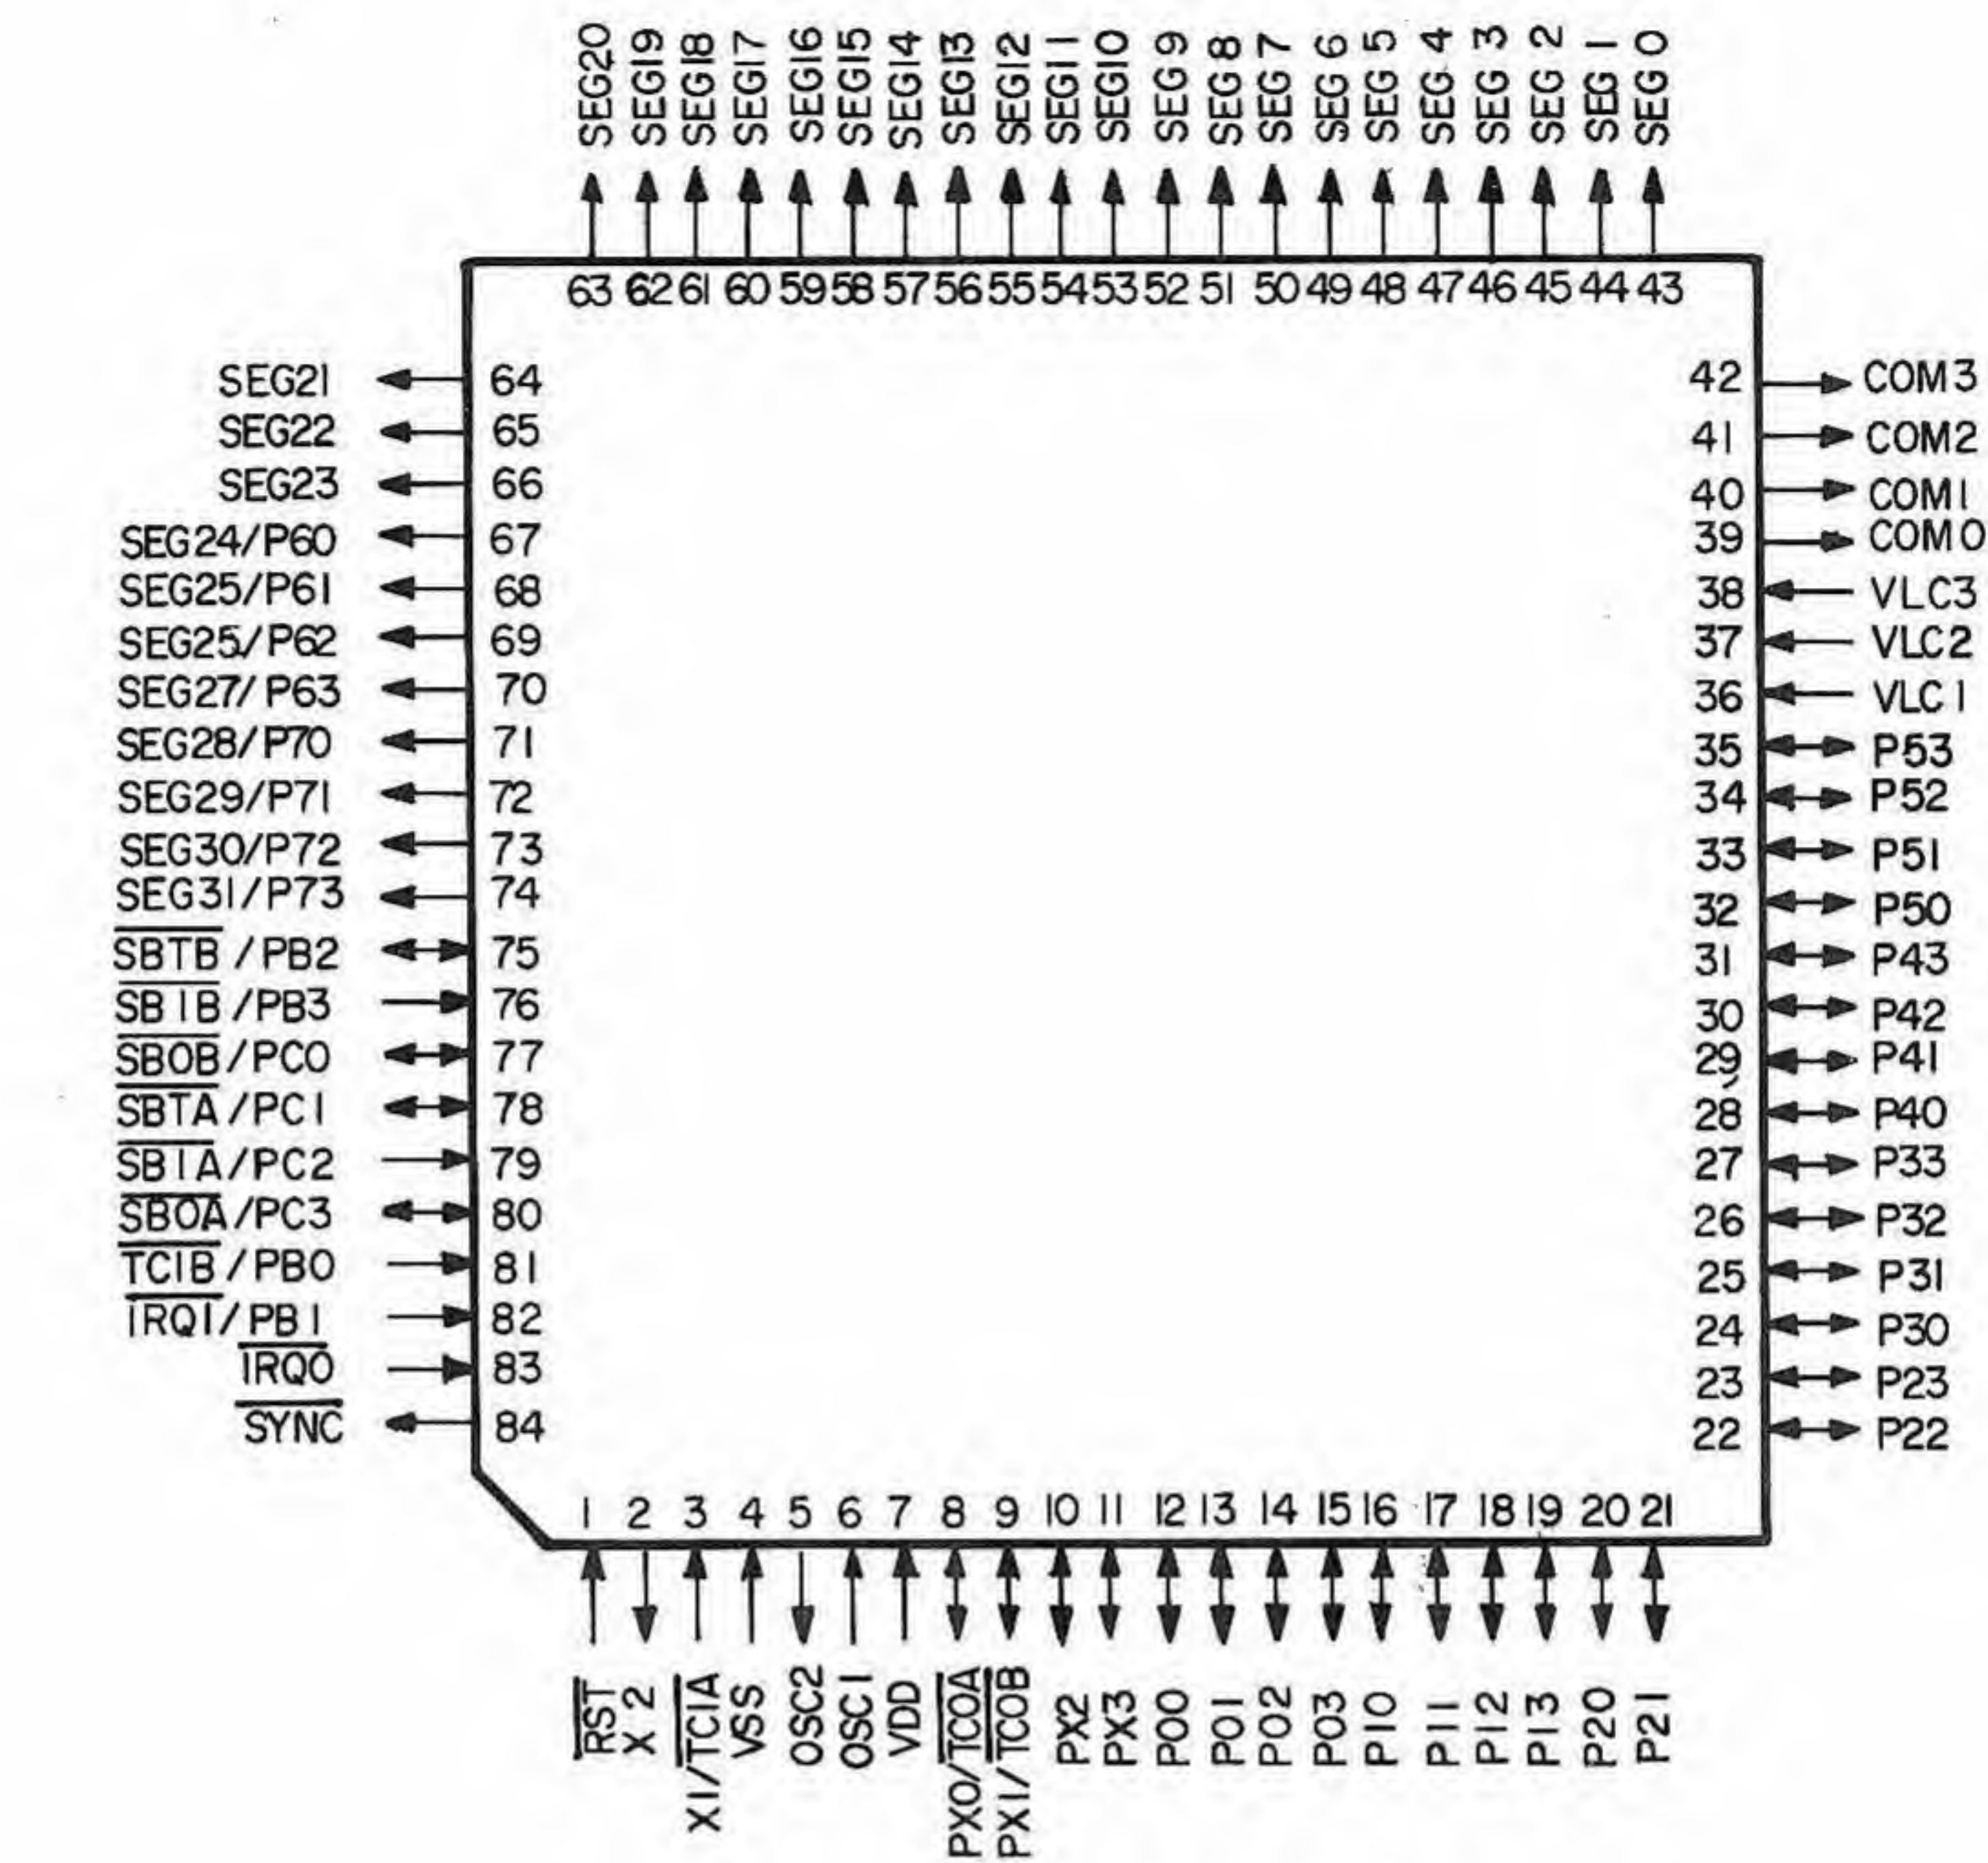 SEG20 SEG19 SEG18 SEG17 SEG16 SEG15 SEG14 SEG13 SEG12 SEG11 SEG10 SEG9 SEG8 SEG7 SEG6 SEG5 SEG4 SEG3 SEG2 SEG1 SEG0
63 62 61 60 59 58 57 56 55 54 53 52 51 50 49 48 47 46 45 44 43
SEG21 64 42 COM3
SEG22 65 41 COM2
SEG23 66 40 COM1
SEG24/P60 67 39 COM0
SEG25/P61 68 38 VLC3
SEG25/P62 69 37 VLC2
SEG27/P63 70 36 VLC1
SEG28/P70 71 35 P53
SEG29/P71 72 34 P52
SEG30/P72 73 33 P51
SEG31/P73 74 32 P50
SBTB/PB2 75 31 P43
SBIB/PB3 76 30 P42
SBOB/PC0 77 29 P41
SBTA/PC1 78 28 P40
SBIA/PC2 79 27 P33
SBOA/PC3 80 26 P32
TCIB/PB0 81 25 P31
IRQ1/PB1 82 24 P30
IRQ0 83 23 P23
SYNC 84 22 P22
1 2 3 4 5 6 7 8 9 10 11 12 13 14 15 16 17 18 19 20 21
RST X2 X1/TCIA VSS OSC2 OSC1 VDD PX0/TCOA PX1/TCOB PX2 PX3 P00 P01 P02 P03 P10 P11 P12 P13 P20 P21